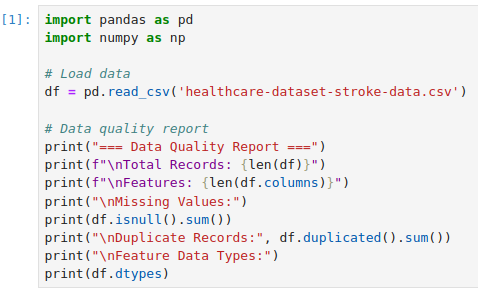 [1]: import pandas as pd
import numpy as np
# Load data
df = pd.read_csv('healthcare-dataset-stroke-data.csv')
# Data quality report
print("=== Data Quality Report ===")
print(f"\nTotal Records: {len(df)}")
print(f"\nFeatures: {len(df.columns)}")
print("\nMissing Values:")
print(df.isnull().sum())
print("\nDuplicate Records:", df.duplicated().sum())
print("\nFeature Data Types:")
print(df.dtypes)